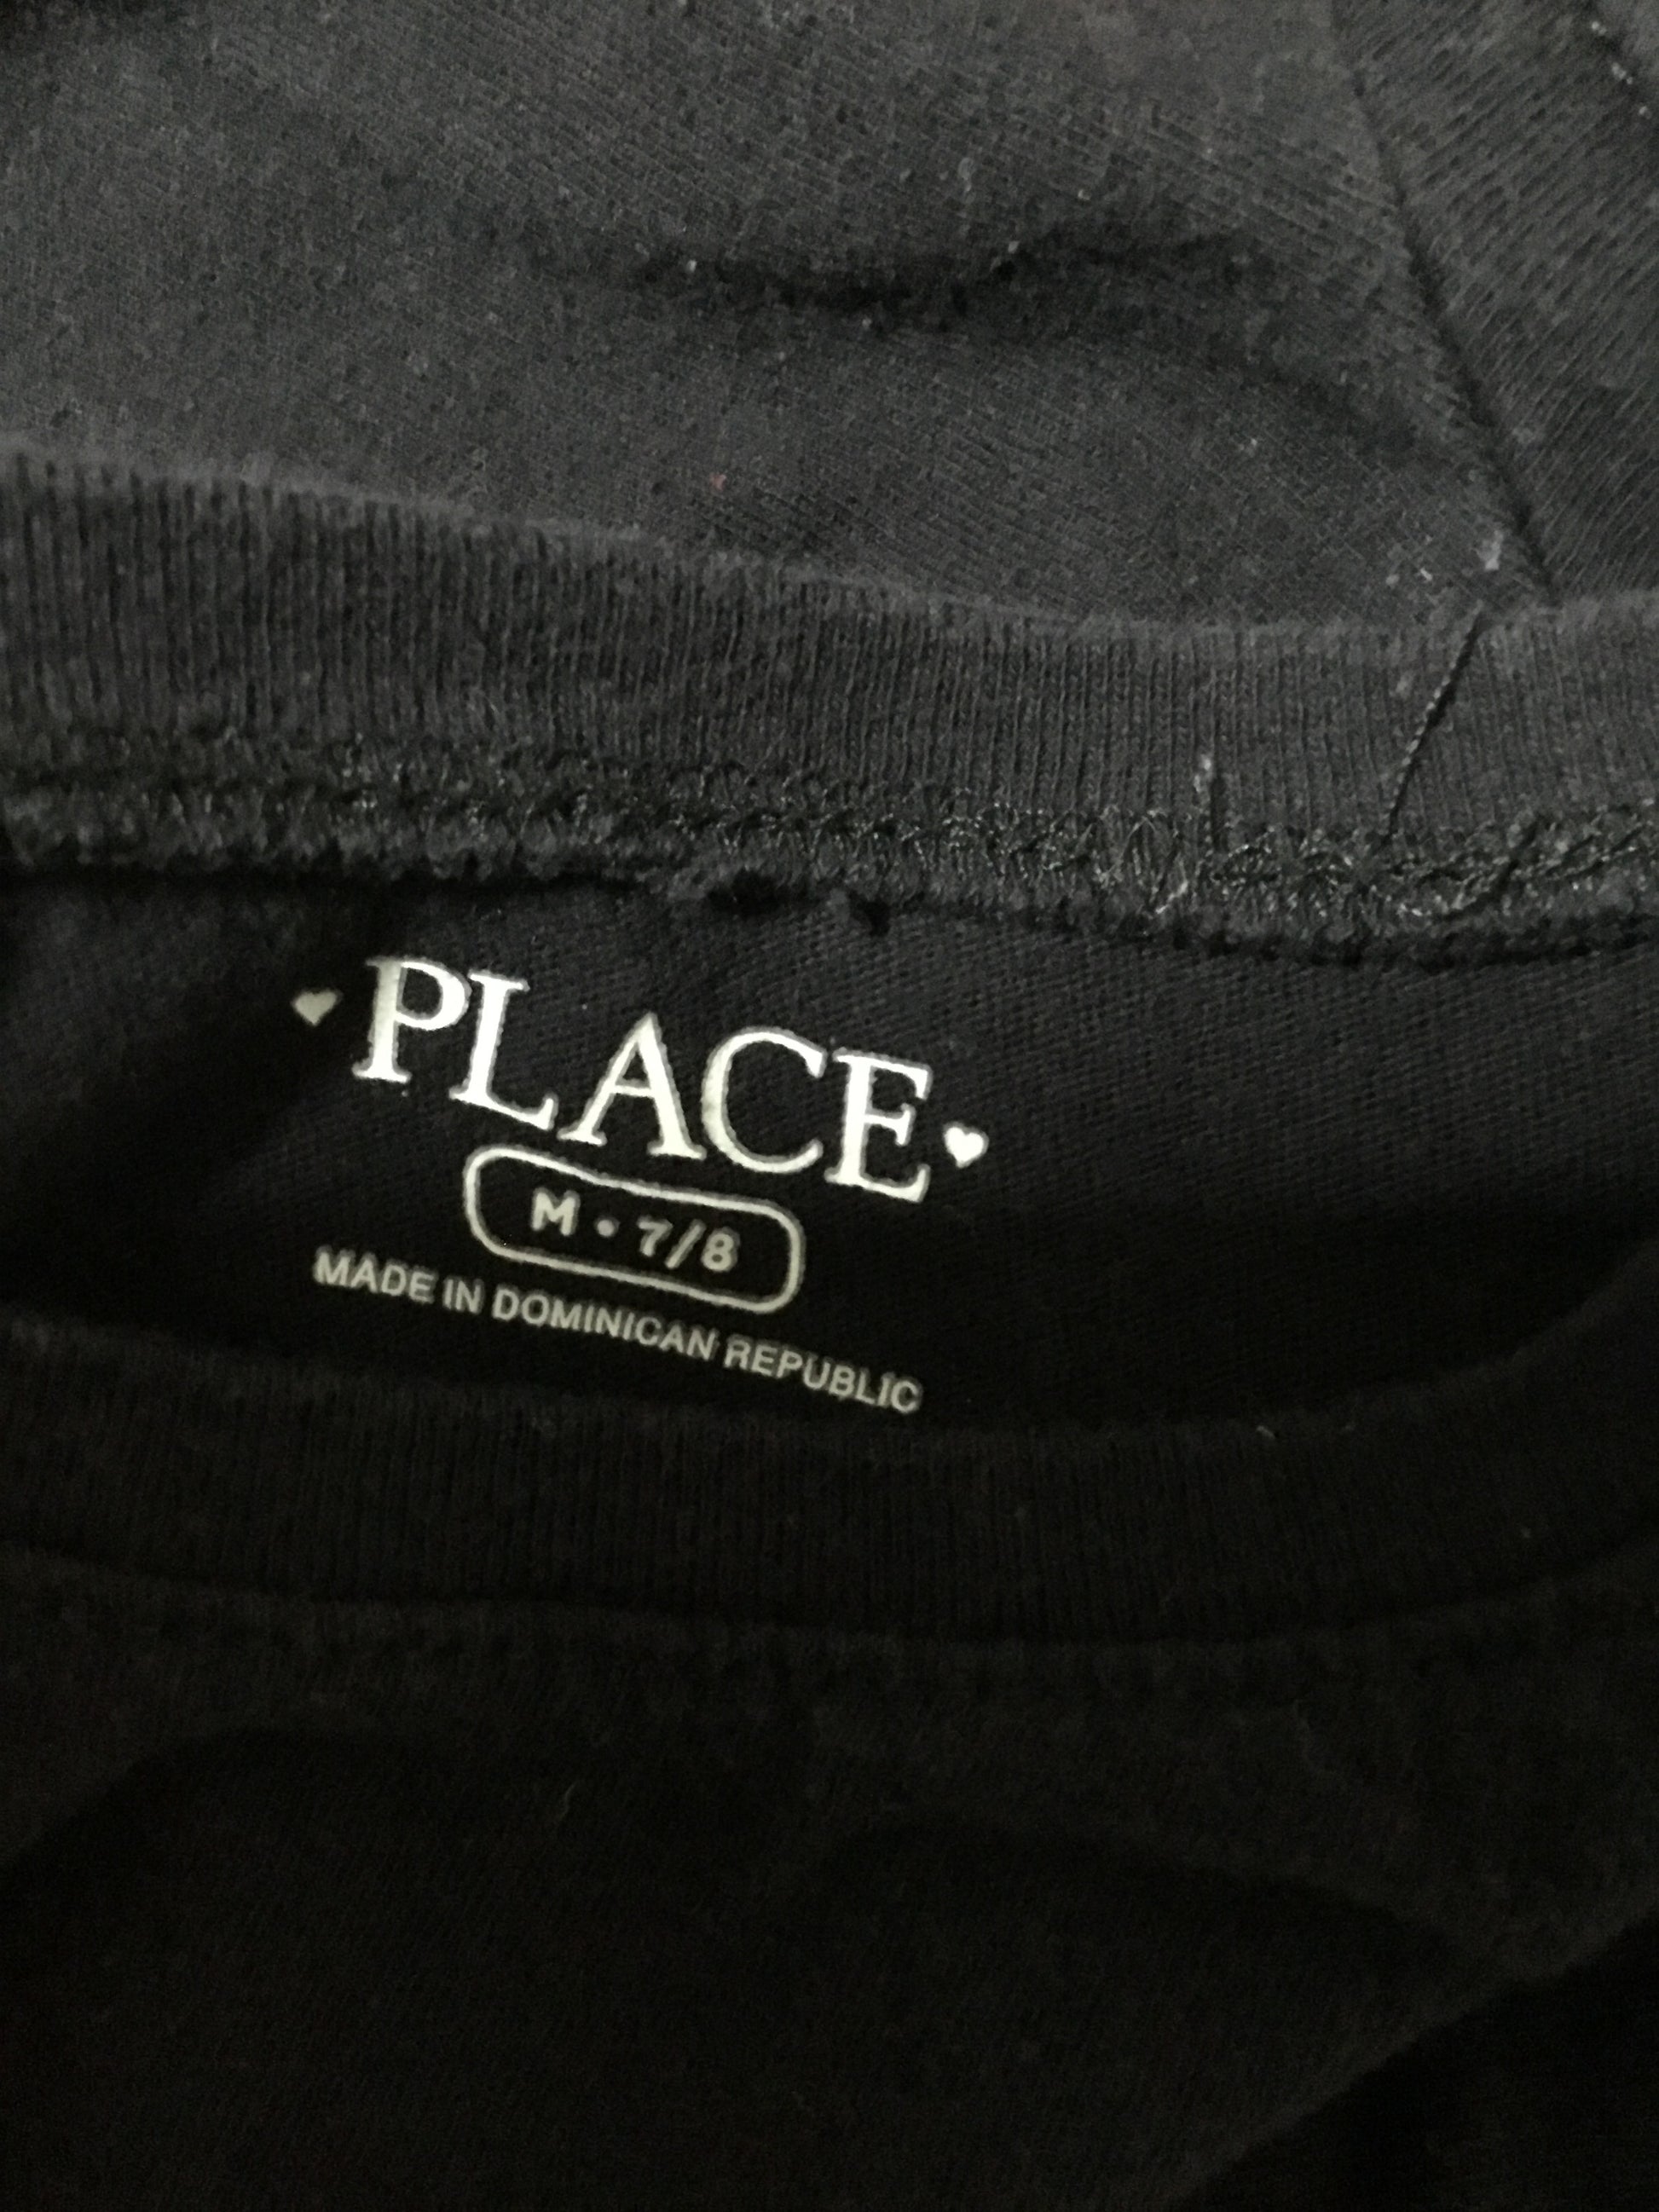 ♥PLACE♥
M • 7/8
MADE IN DOMINICAN REPUBLIC